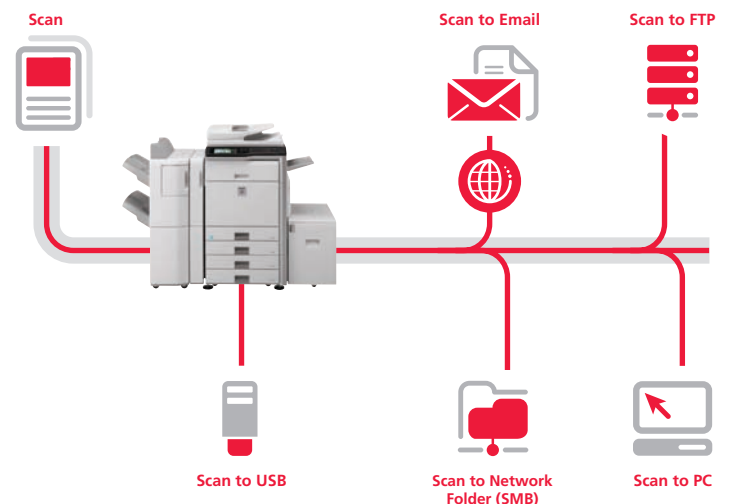 Scan
Scan to Email
Scan to FTP
Scan to USB
Scan to Network
Folder (SMB)
Scan to PC